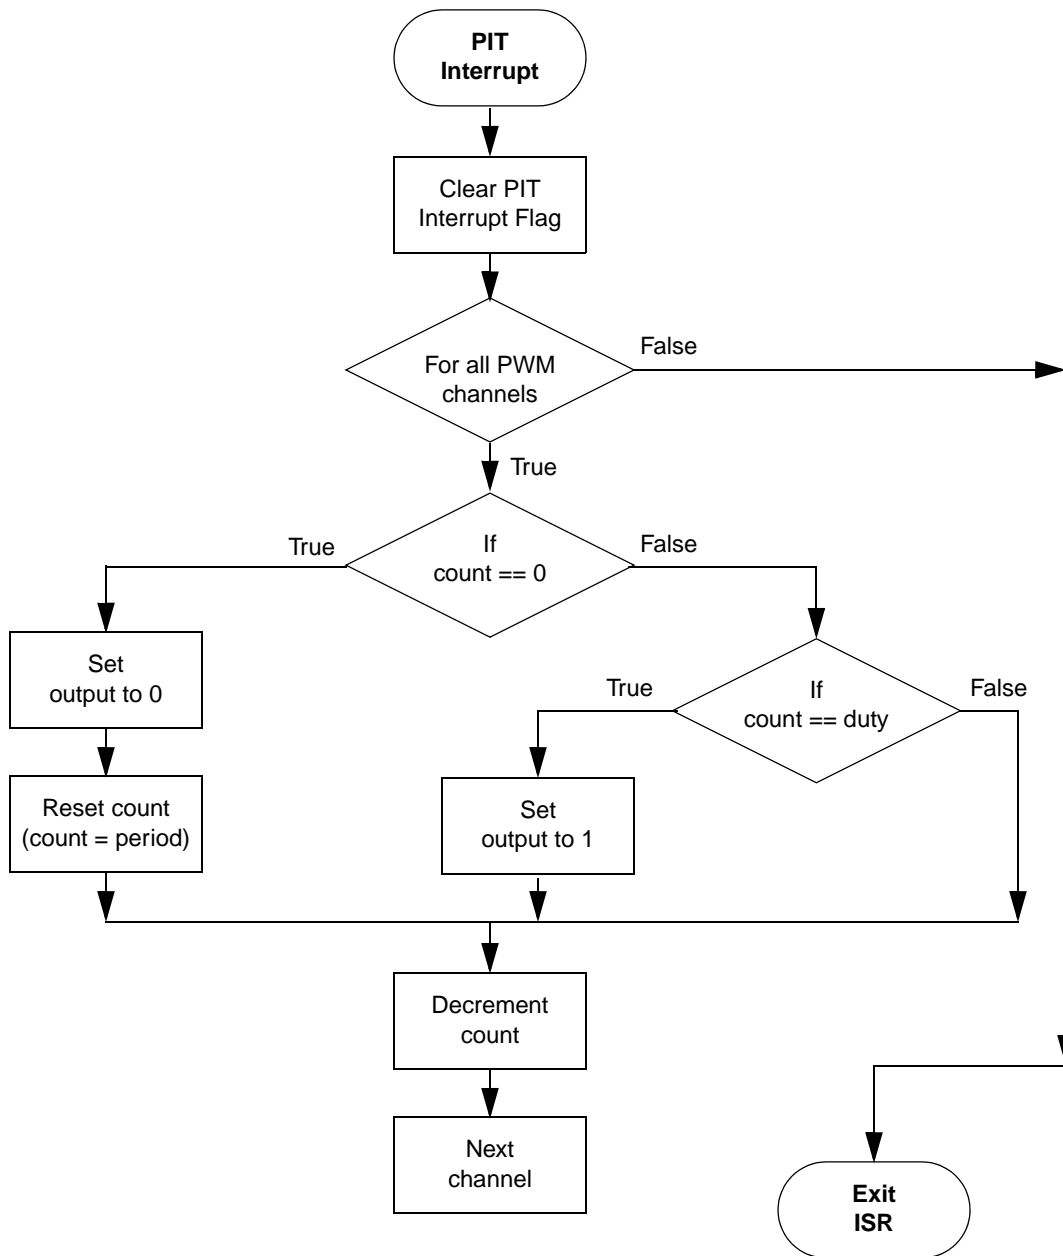 PIT
Interrupt
Clear PIT
Interrupt Flag
For all PWM
channels
False
True
If
count == 0
True
False
Set
output to 0
If
count == duty
True
False
Reset count
(count = period)
Set
output to 1
Decrement
count
Next
channel
Exit
ISR